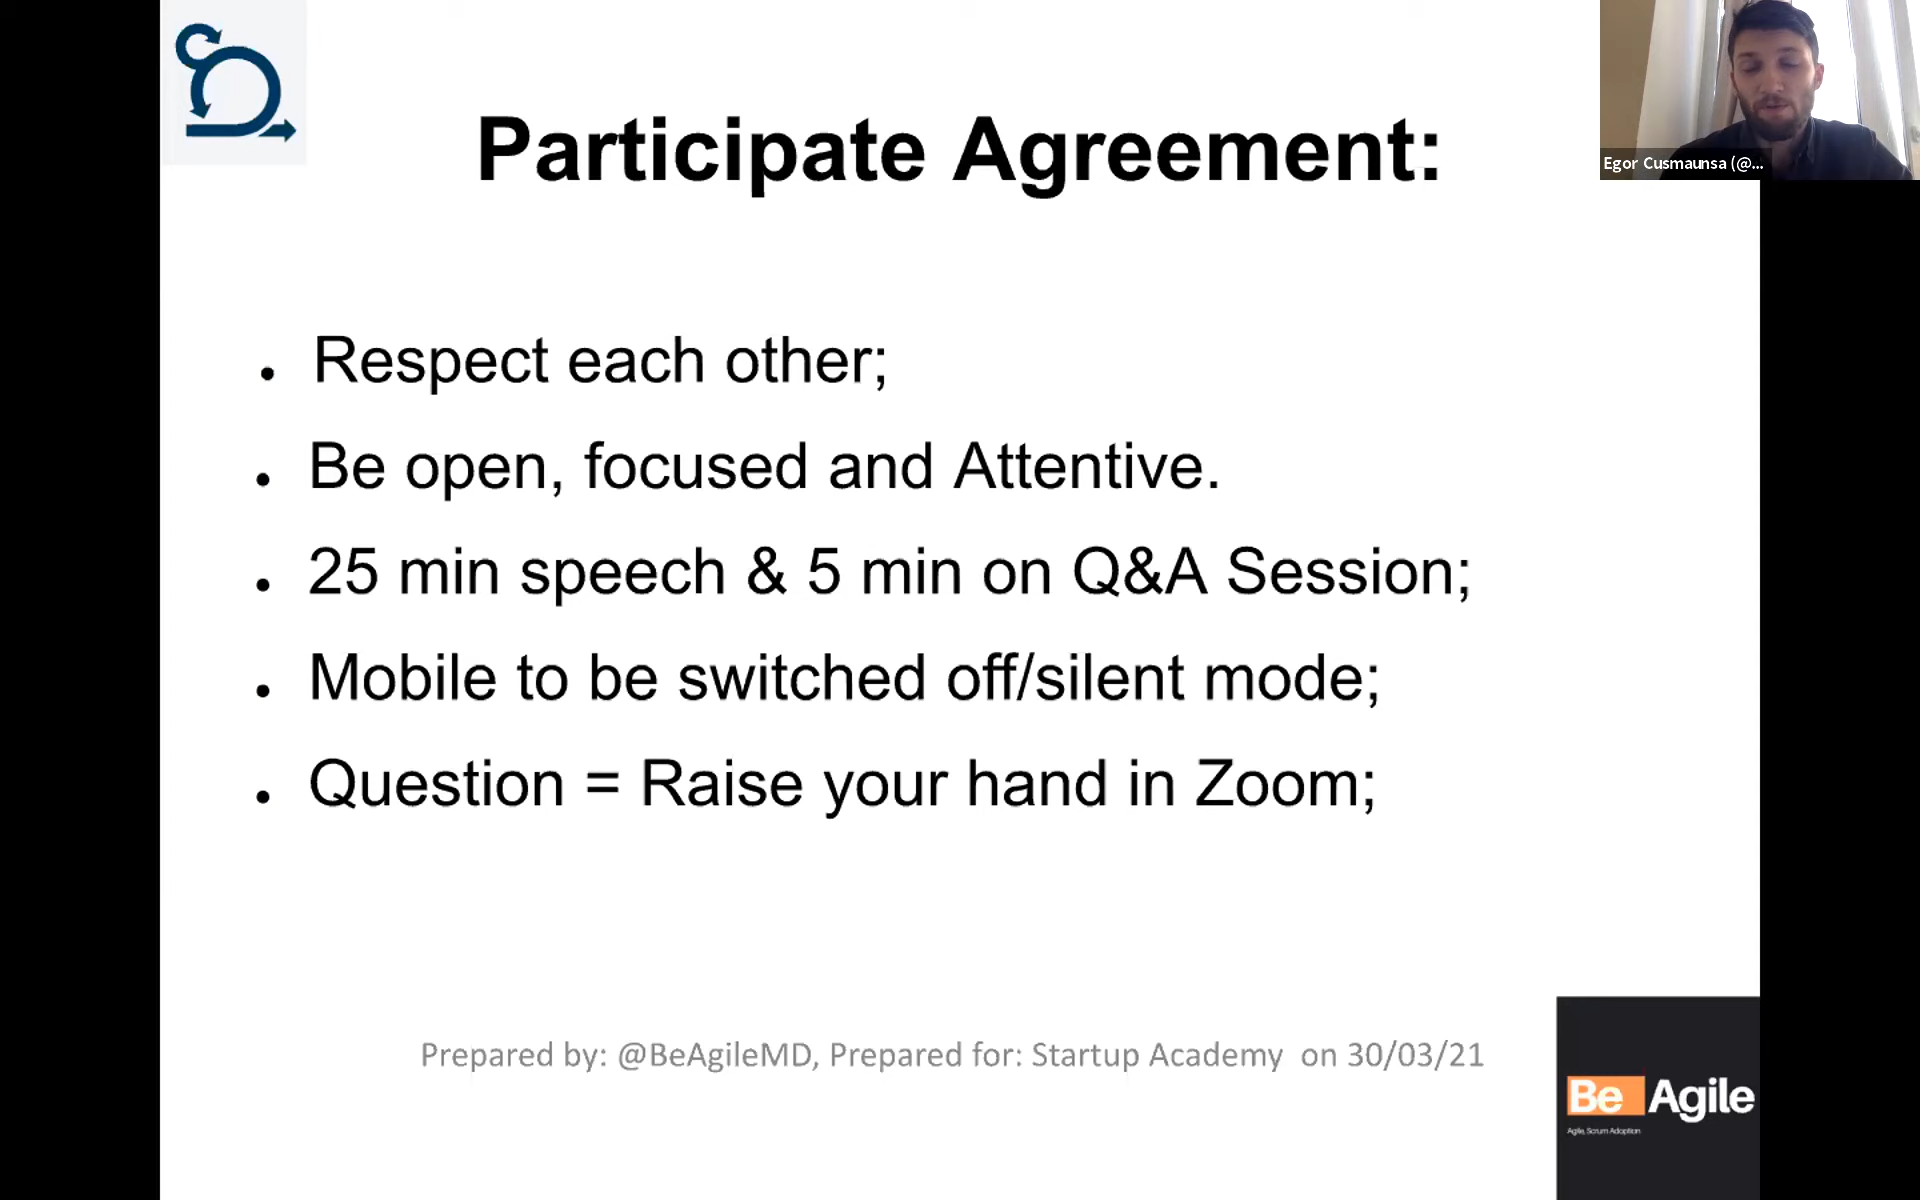 Participate Agreement:
Egor Cusmaunsa (@...
• Respect each other;
• Be open, focused and Attentive.
• 25 min speech & 5 min on Q&A Session;
• Mobile to be switched off/silent mode;
• Question = Raise your hand in Zoom;
Prepared by: @BeAgileMD, Prepared for: Startup Academy on 30/03/21
Be Agile
Agile, Scrum Adoption